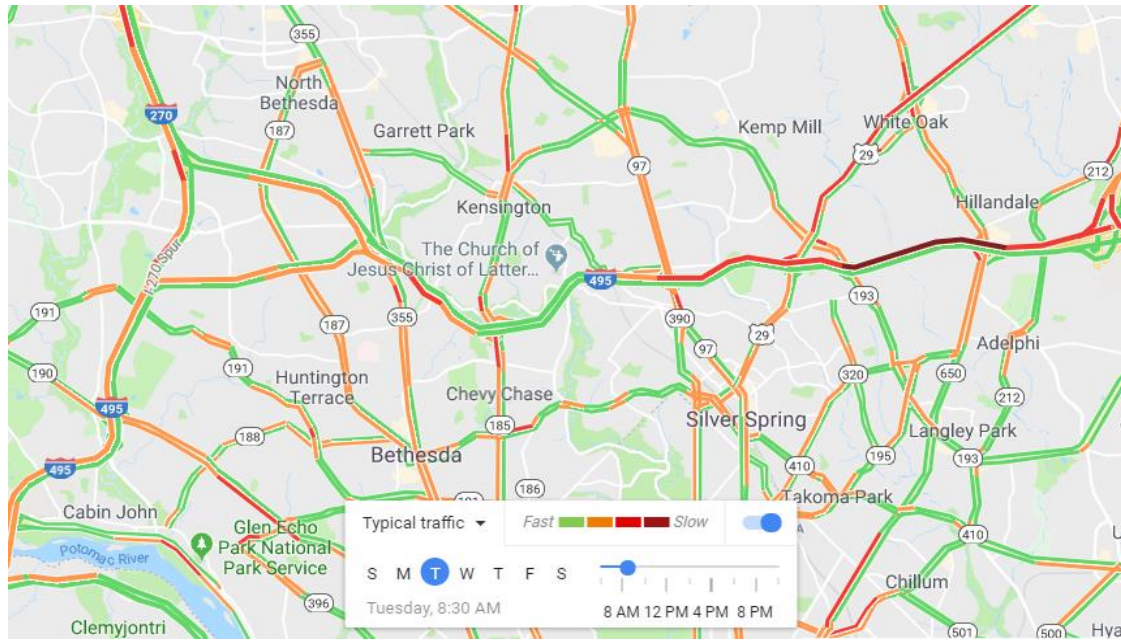 355
North
Bethesda
270
187
Garrett Park
Kemp Mill
White Oak
29
97
212
Kensington
Hillandale
The Church of
Jesus Christ of Latter...
I-270 Spur
495
193
191
187
355
390
29
97
Adelphi
190
191
Huntington
Terrace
Chevy Chase
320
650
212
495
185
Silver Spring
Langley Park
188
Bethesda
495
410
195
193
186
Takoma Park
Cabin John
Glen Echo
Park National
Park Service
Potomac River
410
396
Chillum
Clemyjontri
501
500
Hya
Typical traffic
Fast
Slow
S M T W T F S
8 AM 12 PM 4 PM 8 PM
Tuesday, 8:30 AM